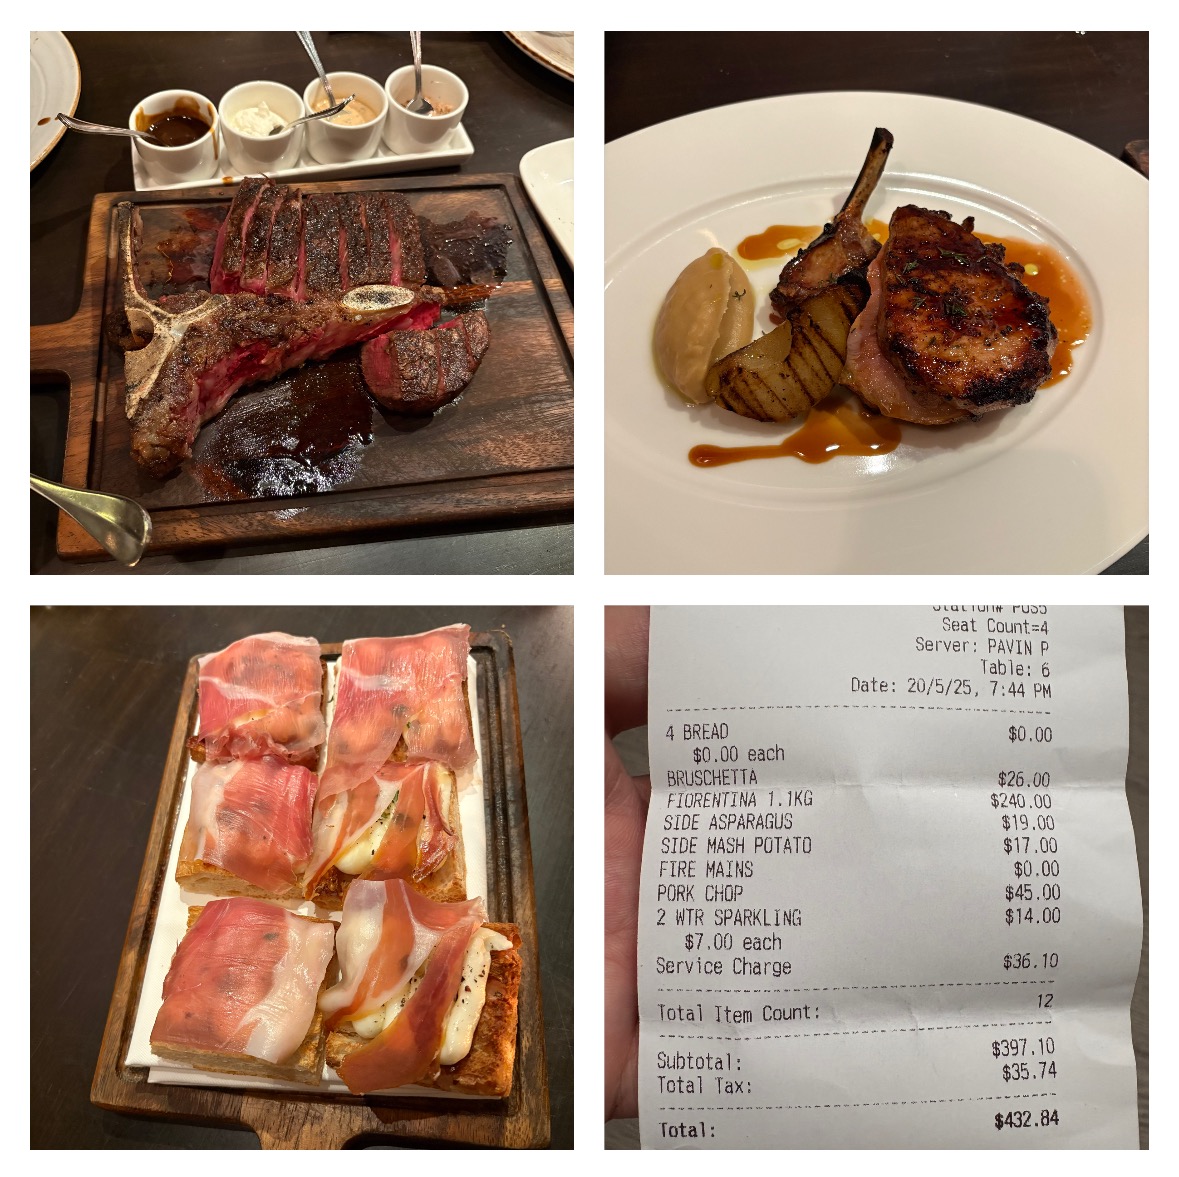 Station# POS5
Seat Count=4
Server: PAVIN P
Table: 6
Date: 20/5/25, 7:44 PM
4 BREAD $0.00
$0.00 each
BRUSCHETTA $26.00
FIORENTINA 1.1KG $240.00
SIDE ASPARAGUS $19.00
SIDE MASH POTATO $17.00
FIRE MAINS $0.00
PORK CHOP $45.00
2 WTR SPARKLING $14.00
$7.00 each
Service Charge $36.10
Total Item Count: 12
Subtotal: $397.10
Total Tax: $35.74
Total: $432.84